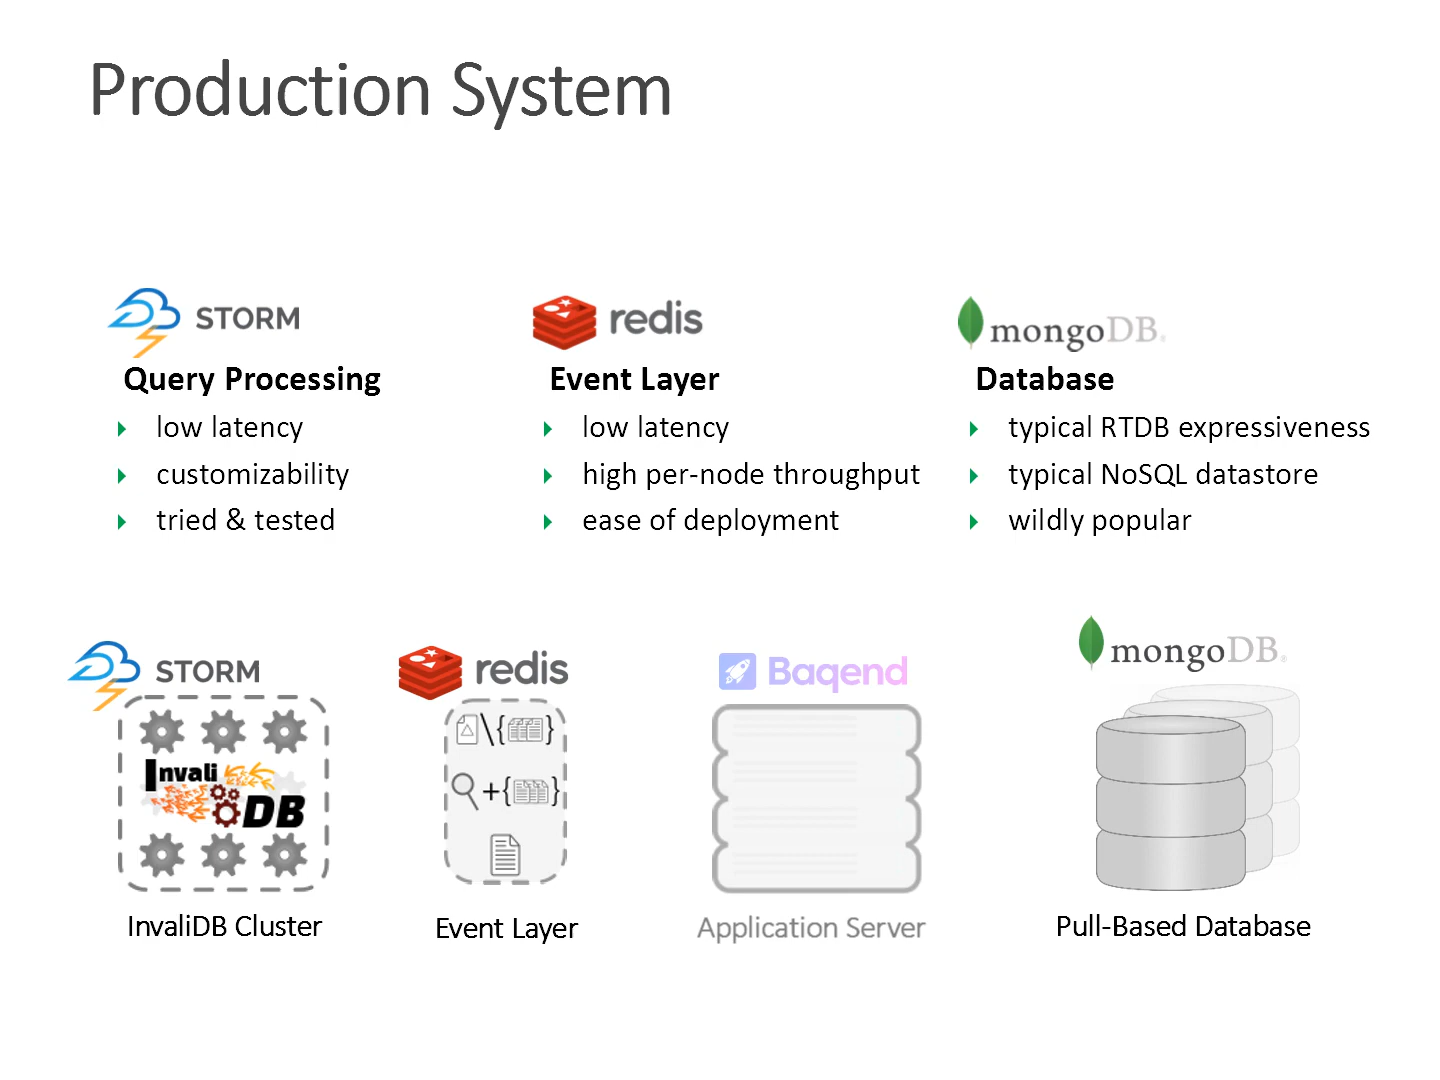 Production System
STORM
redis
mongoDB®
Query Processing
Event Layer
Database
low latency
customizability
tried & tested
low latency
high per-node throughput
ease of deployment
typical RTDB expressiveness
typical NoSQL datastore
wildly popular
STORM
redis
Baqend
mongoDB®
\{ }
+{ }
Invali
DB
InvaliDB Cluster
Event Layer
Application Server
Pull-Based Database